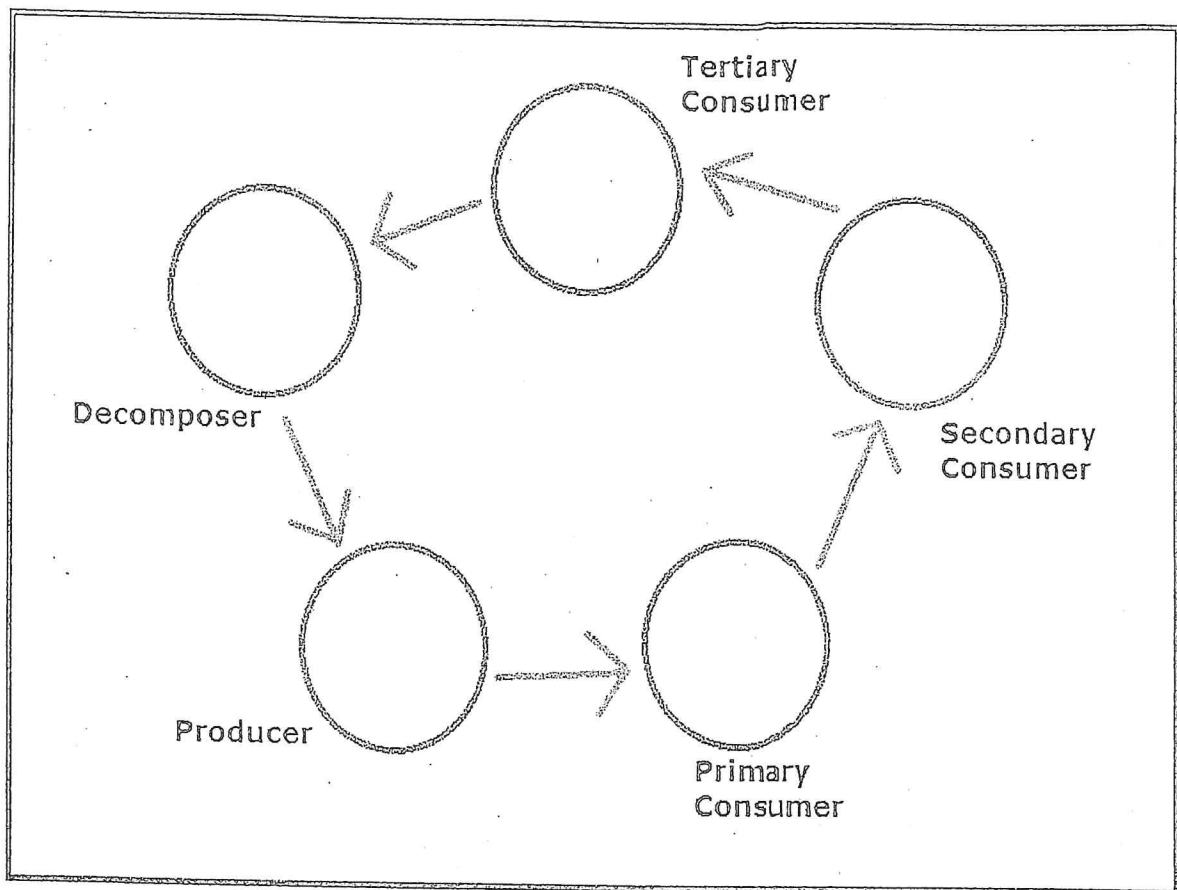 Tertiary
Consumer
Decomposer
Secondary
Consumer
Producer
Primary
Consumer